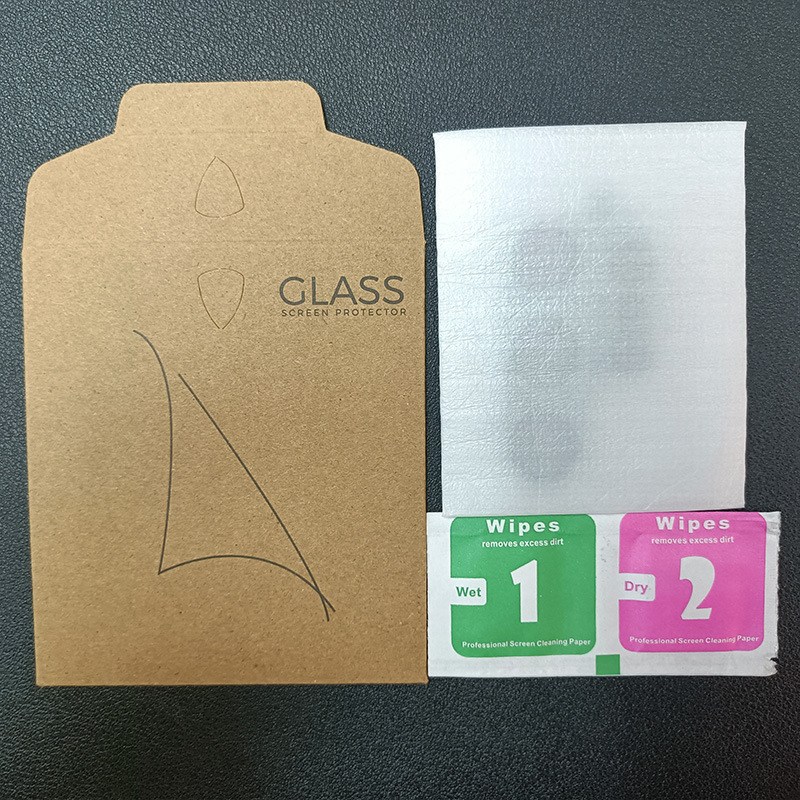 GLASS
SCREEN PROTECTOR
Wipes
removes excess dirt
Wet
1
Professional Screen Cleaning Paper
Wipes
removes excess dirt
Dry
2
Professional Screen Cleaning Paper